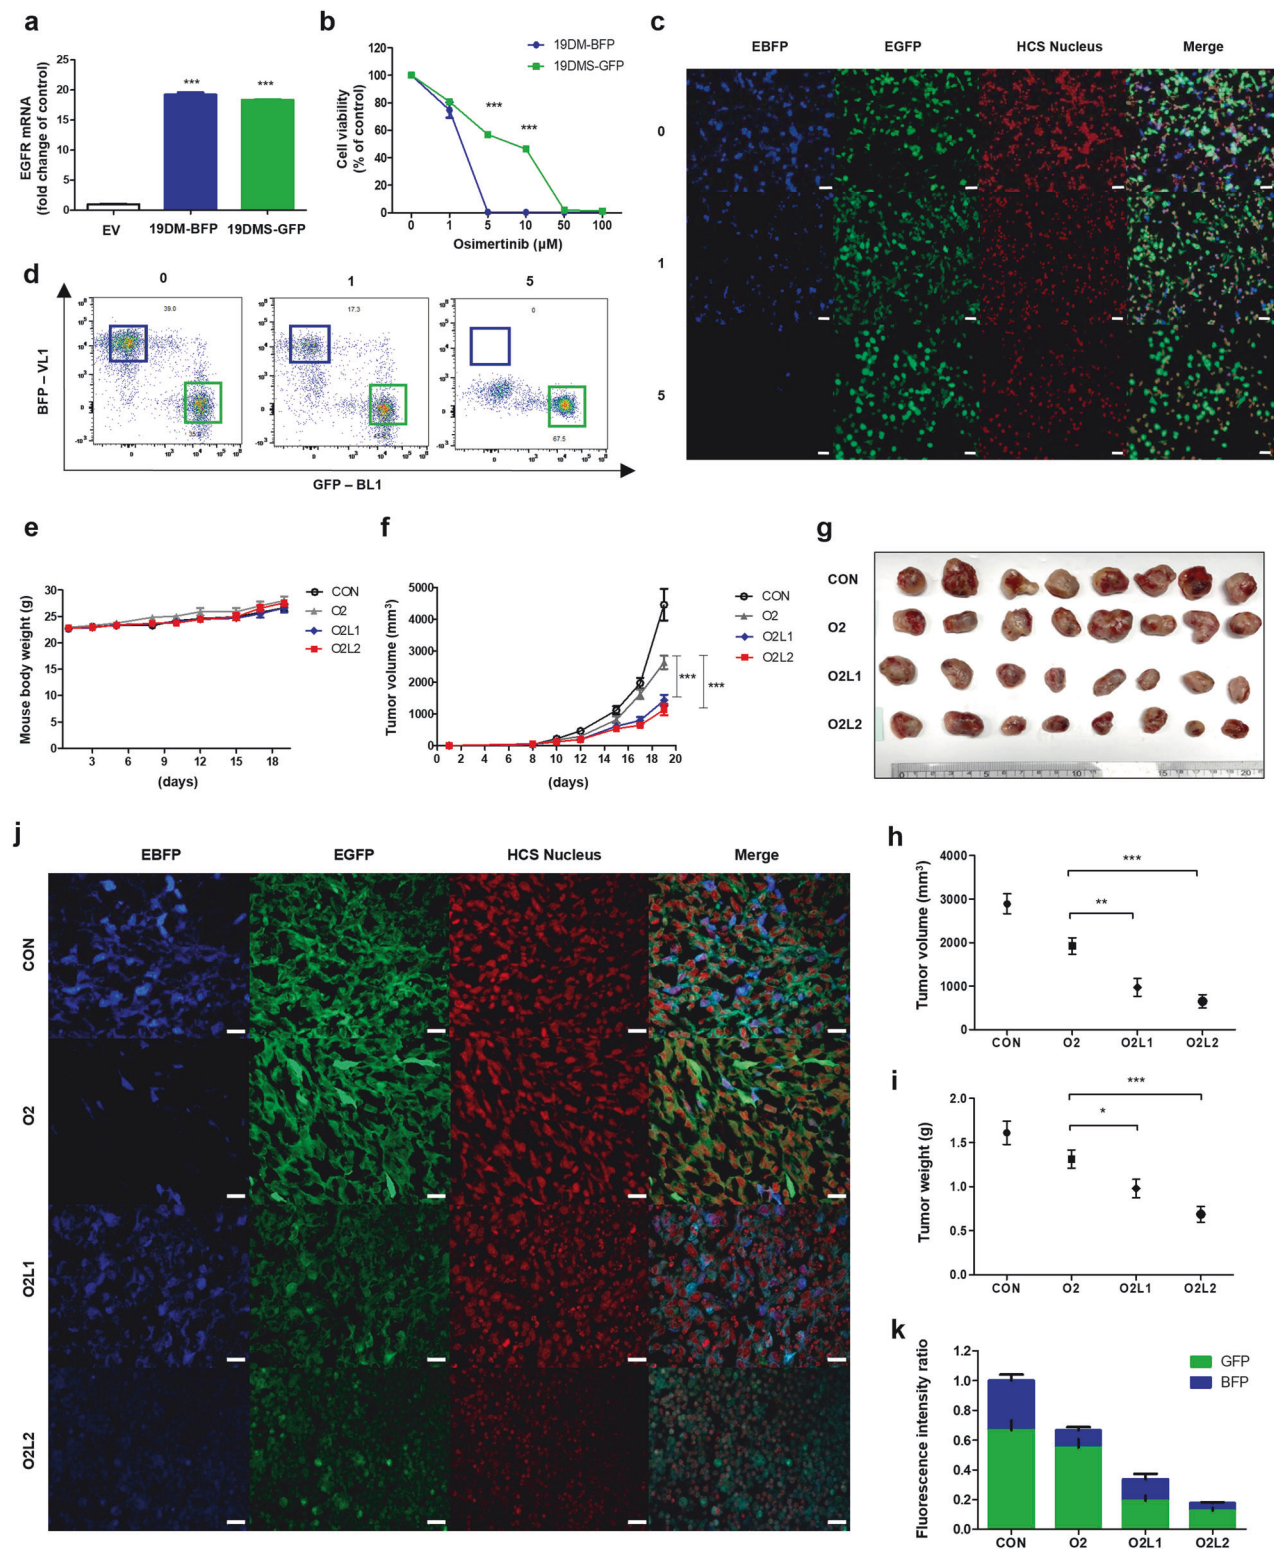 a
EGFR mRNA
(fold change of control)
25
20
15
10
5
0
***
***
EV
19DM-BFP
19DMS-GFP
b
Cell viability
(% of control)
120
100
80
60
40
20
0
19DM-BFP
19DMS-GFP
***
***
0
1
5
10
50
100
Osimertinib (µM)
c
EBFP
EGFP
HCS Nucleus
Merge
0
1
5
d
0
1
5
39.0
17.3
0
67.5
BFP – VL1
GFP – BL1
e
Mouse body weight (g)
30
25
20
15
10
5
0
3
6
9
12
15
18
(days)
CON
O2
O2L1
O2L2
f
Tumor volume (mm³)
5000
4000
3000
2000
1000
0
0
2
4
6
8
10
12
14
16
18
20
(days)
CON
O2
O2L1
O2L2
***
***
g
CON
O2
O2L1
O2L2
h
Tumor volume (mm³)
4000
3000
2000
1000
0
***
**
CON
O2
O2L1
O2L2
i
Tumor weight (g)
2.0
1.5
1.0
0.5
0.0
***
*
CON
O2
O2L1
O2L2
j
EBFP
EGFP
HCS Nucleus
Merge
CON
O2
O2L1
O2L2
k
Fluorescence intensity ratio
1.2
1.0
0.8
0.6
0.4
0.2
0.0
GFP
BFP
CON
O2
O2L1
O2L2